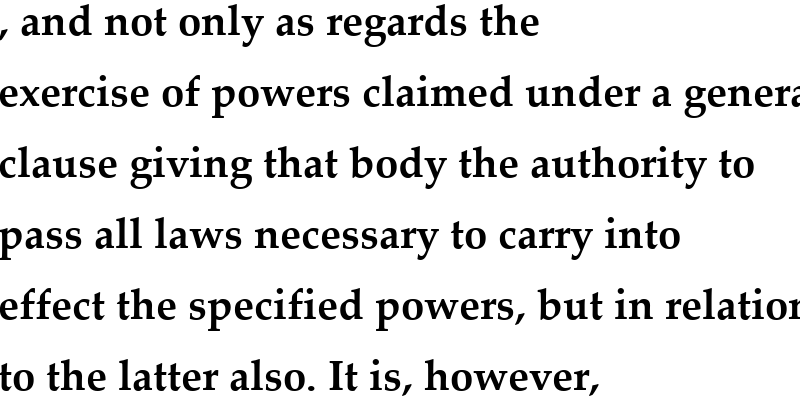 , and not only as regards the
exercise of powers claimed under a genera
clause giving that body the authority to
pass all laws necessary to carry into
effect the specified powers, but in relation
to the latter also. It is, however,